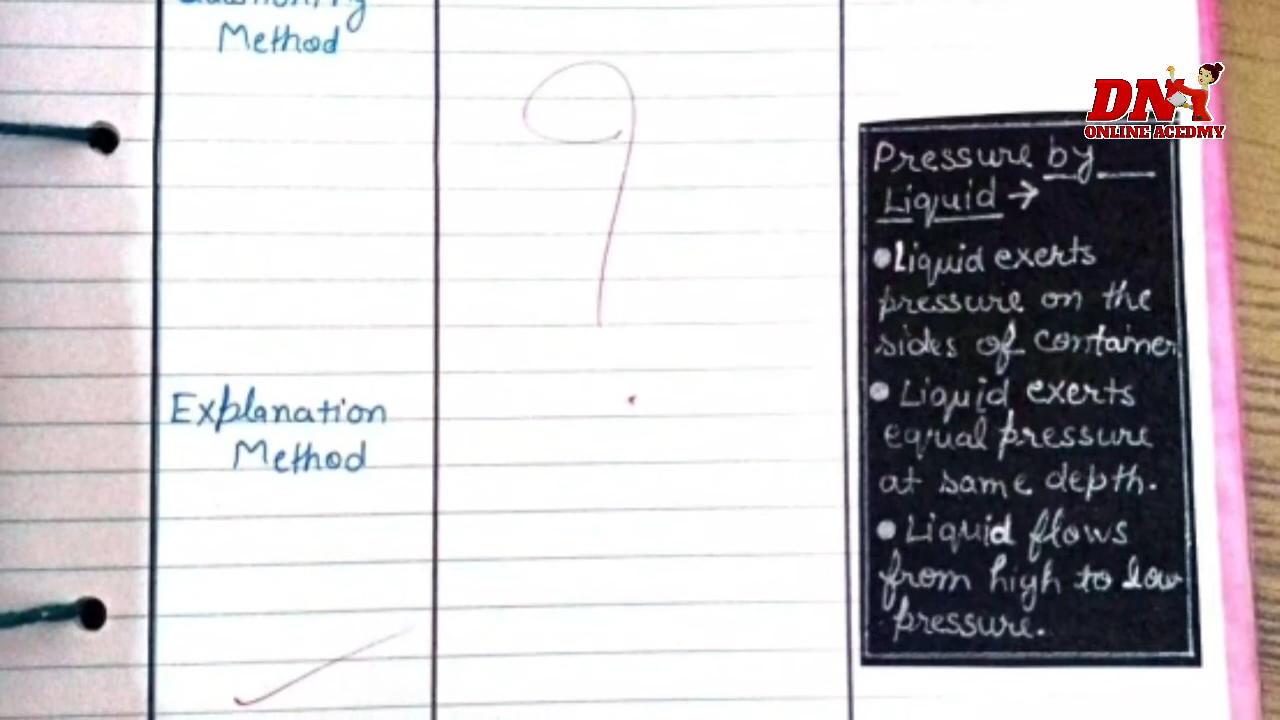 Method
Explanation
Method
DNA
ONLINE ACEDMY
Pressure by
Liquid →
• Liquid exerts
pressure on the
sides of container
• Liquid exerts
equal pressure
at same depth.
• Liquid flows
from high to low
pressure.